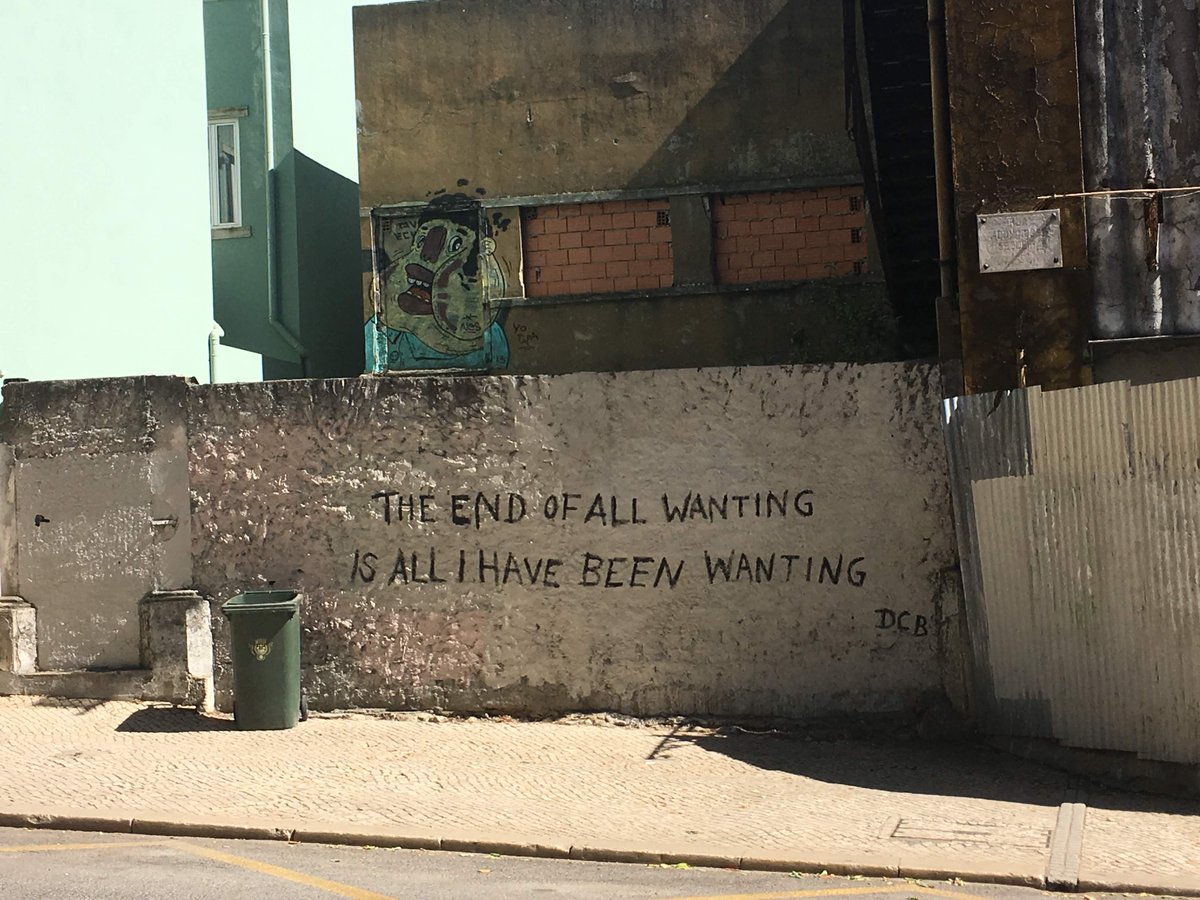 THE END OF ALL WANTING
IS ALL I HAVE BEEN WANTING
DCB